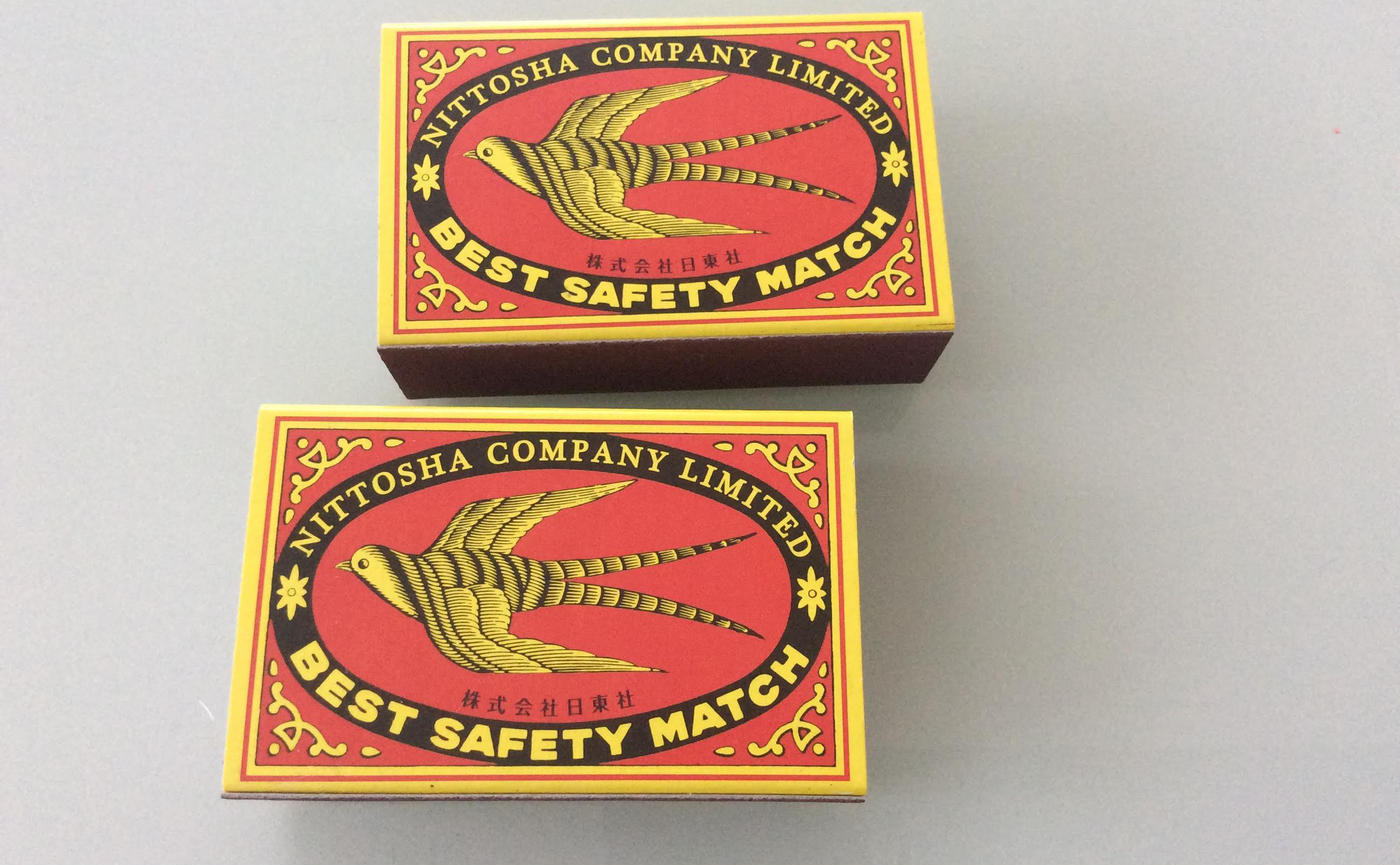 NITTOSHA COMPANY LIMITED
株式会社日東社
BEST SAFETY MATCH
NITTOSHA COMPANY LIMITED
株式会社日東社
BEST SAFETY MATCH